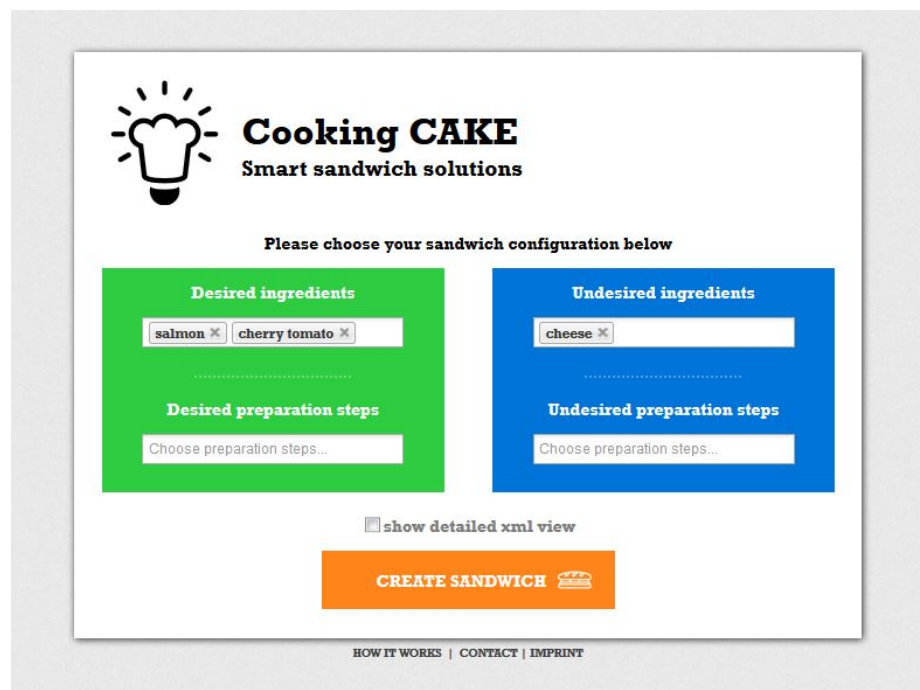 Cooking CAKE
Smart sandwich solutions
Please choose your sandwich configuration below
Desired ingredients
salmon × cherry tomato ×
Desired preparation steps
Choose preparation steps...
Undesired ingredients
cheese ×
Undesired preparation steps
Choose preparation steps...
show detailed xml view
CREATE SANDWICH
HOW IT WORKS | CONTACT | IMPRINT